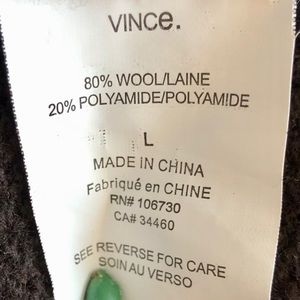 VINCe.
80% WOOL/LAINE
20% POLYAMIDE/POLYAMIDE
L
MADE IN CHINA
Fabriqué en CHINE
RN# 106730
CA# 34460
SEE REVERSE FOR CARE
SOIN AU VERSO